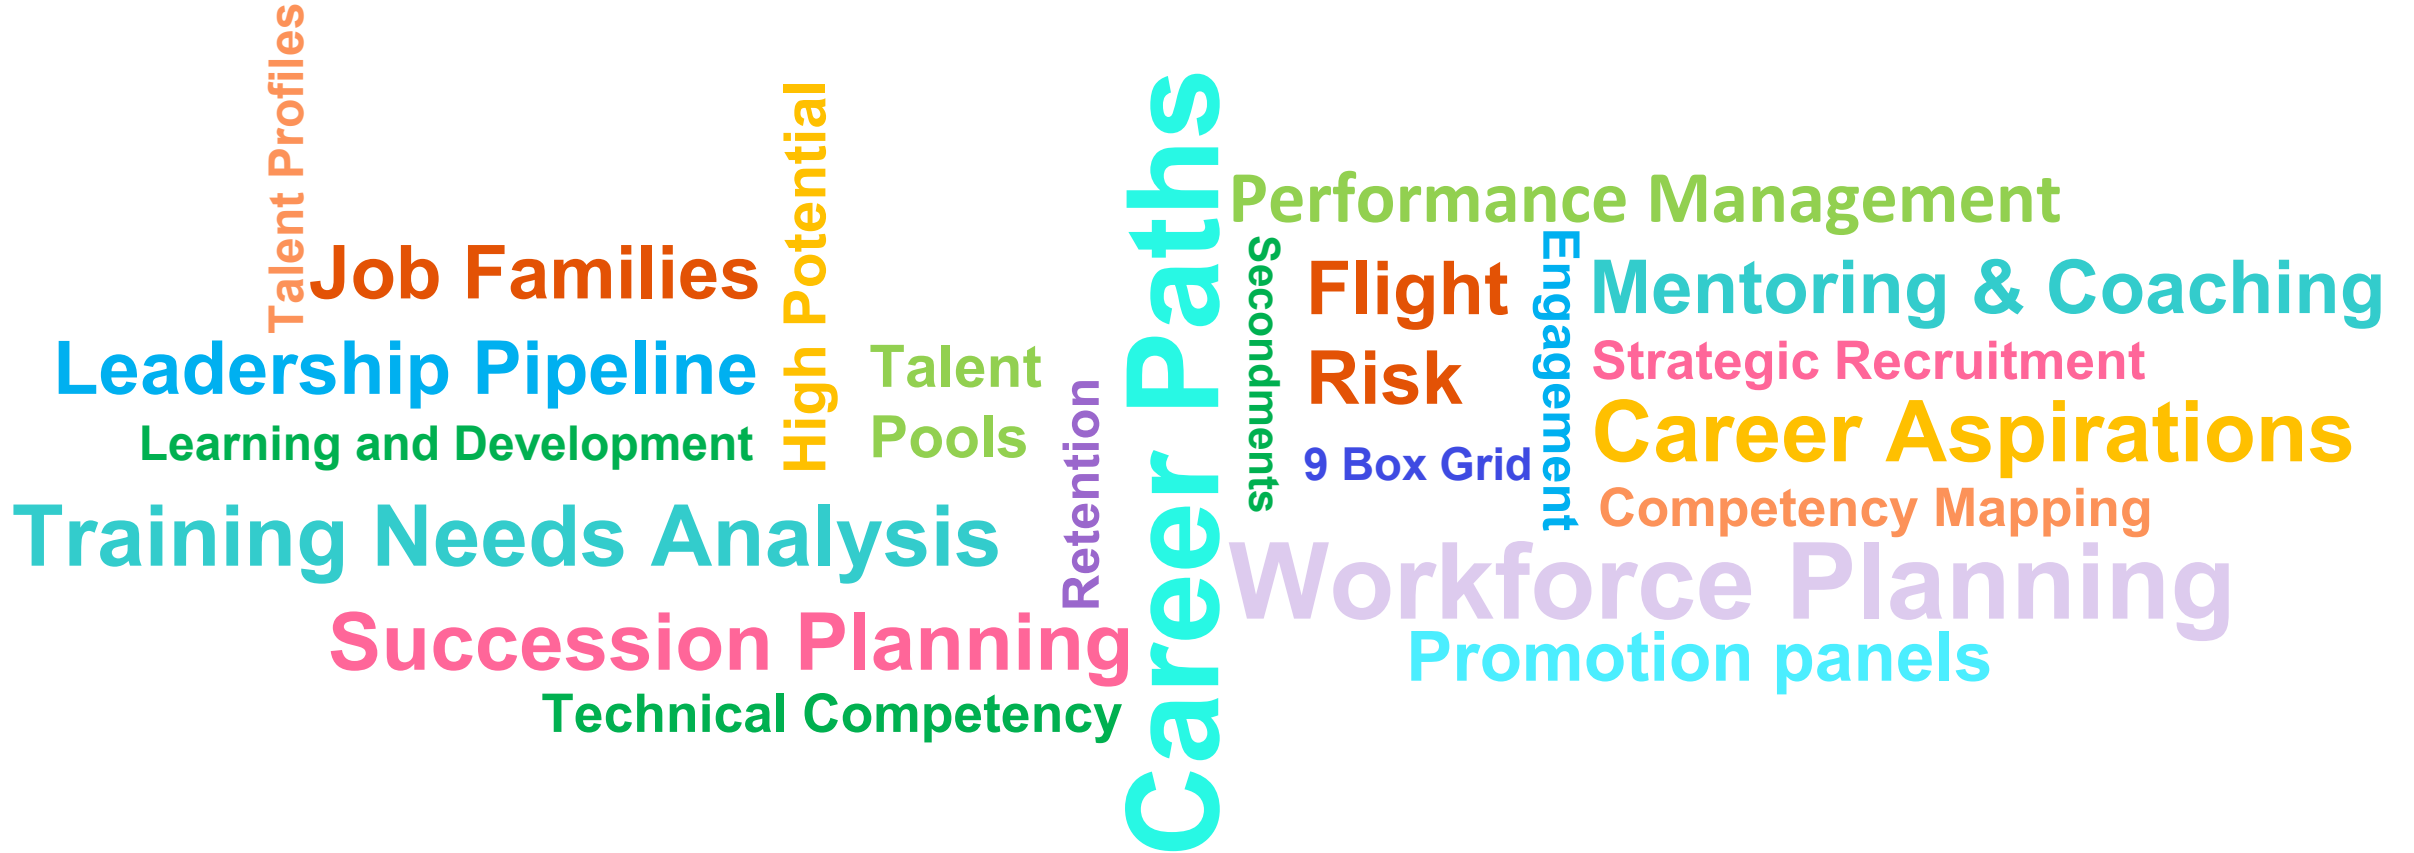 Talent Profiles
Job Families
Leadership Pipeline
Learning and Development
Training Needs Analysis
Succession Planning
Technical Competency
High Potential
Talent
Pools
Retention
Career Paths
Performance Management
Secondments
Flight
Risk
9 Box Grid
Engagement
Mentoring & Coaching
Strategic Recruitment
Career Aspirations
Competency Mapping
Workforce Planning
Promotion panels